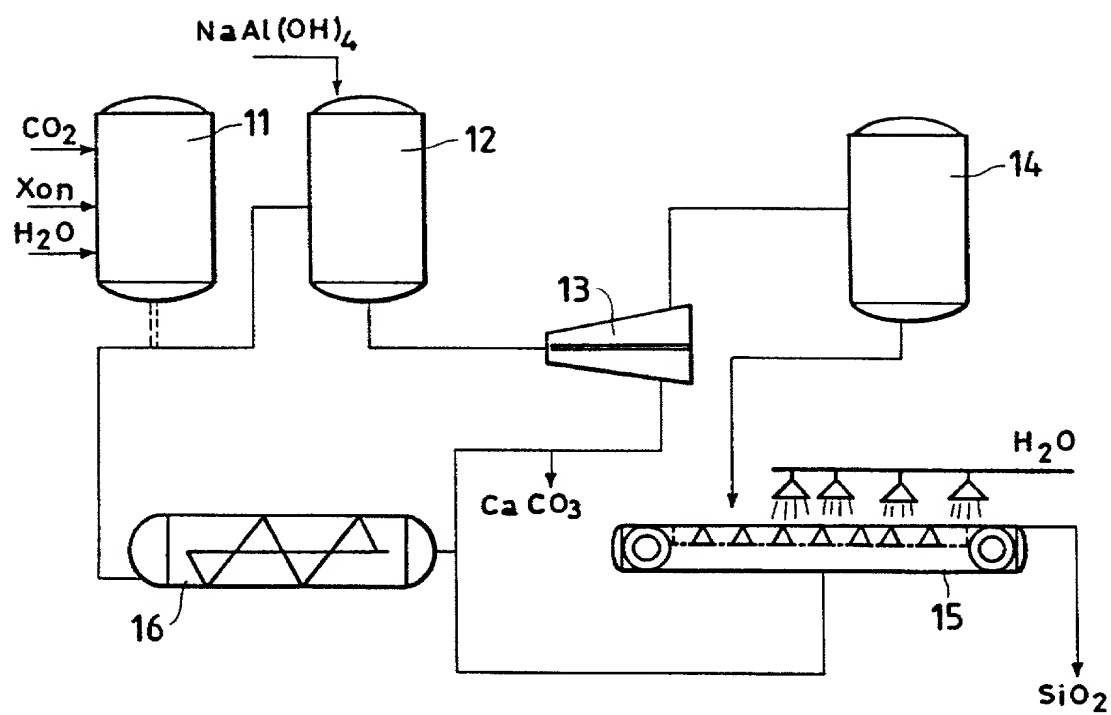 NaAl(OH)₄
11
12
CO₂
Xon
H₂O
14
13
H₂O
CaCO₃
16
15
SiO₂